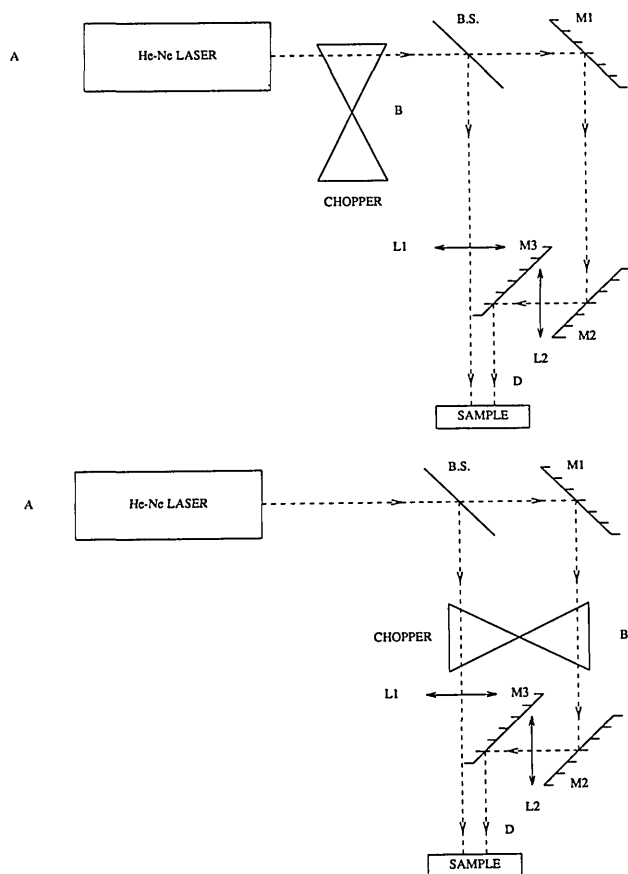 B.S.
M1
A
He-Ne LASER
B
CHOPPER
L1
M3
M2
L2
D
SAMPLE
B.S.
M1
A
He-Ne LASER
CHOPPER
B
L1
M3
M2
L2
D
SAMPLE